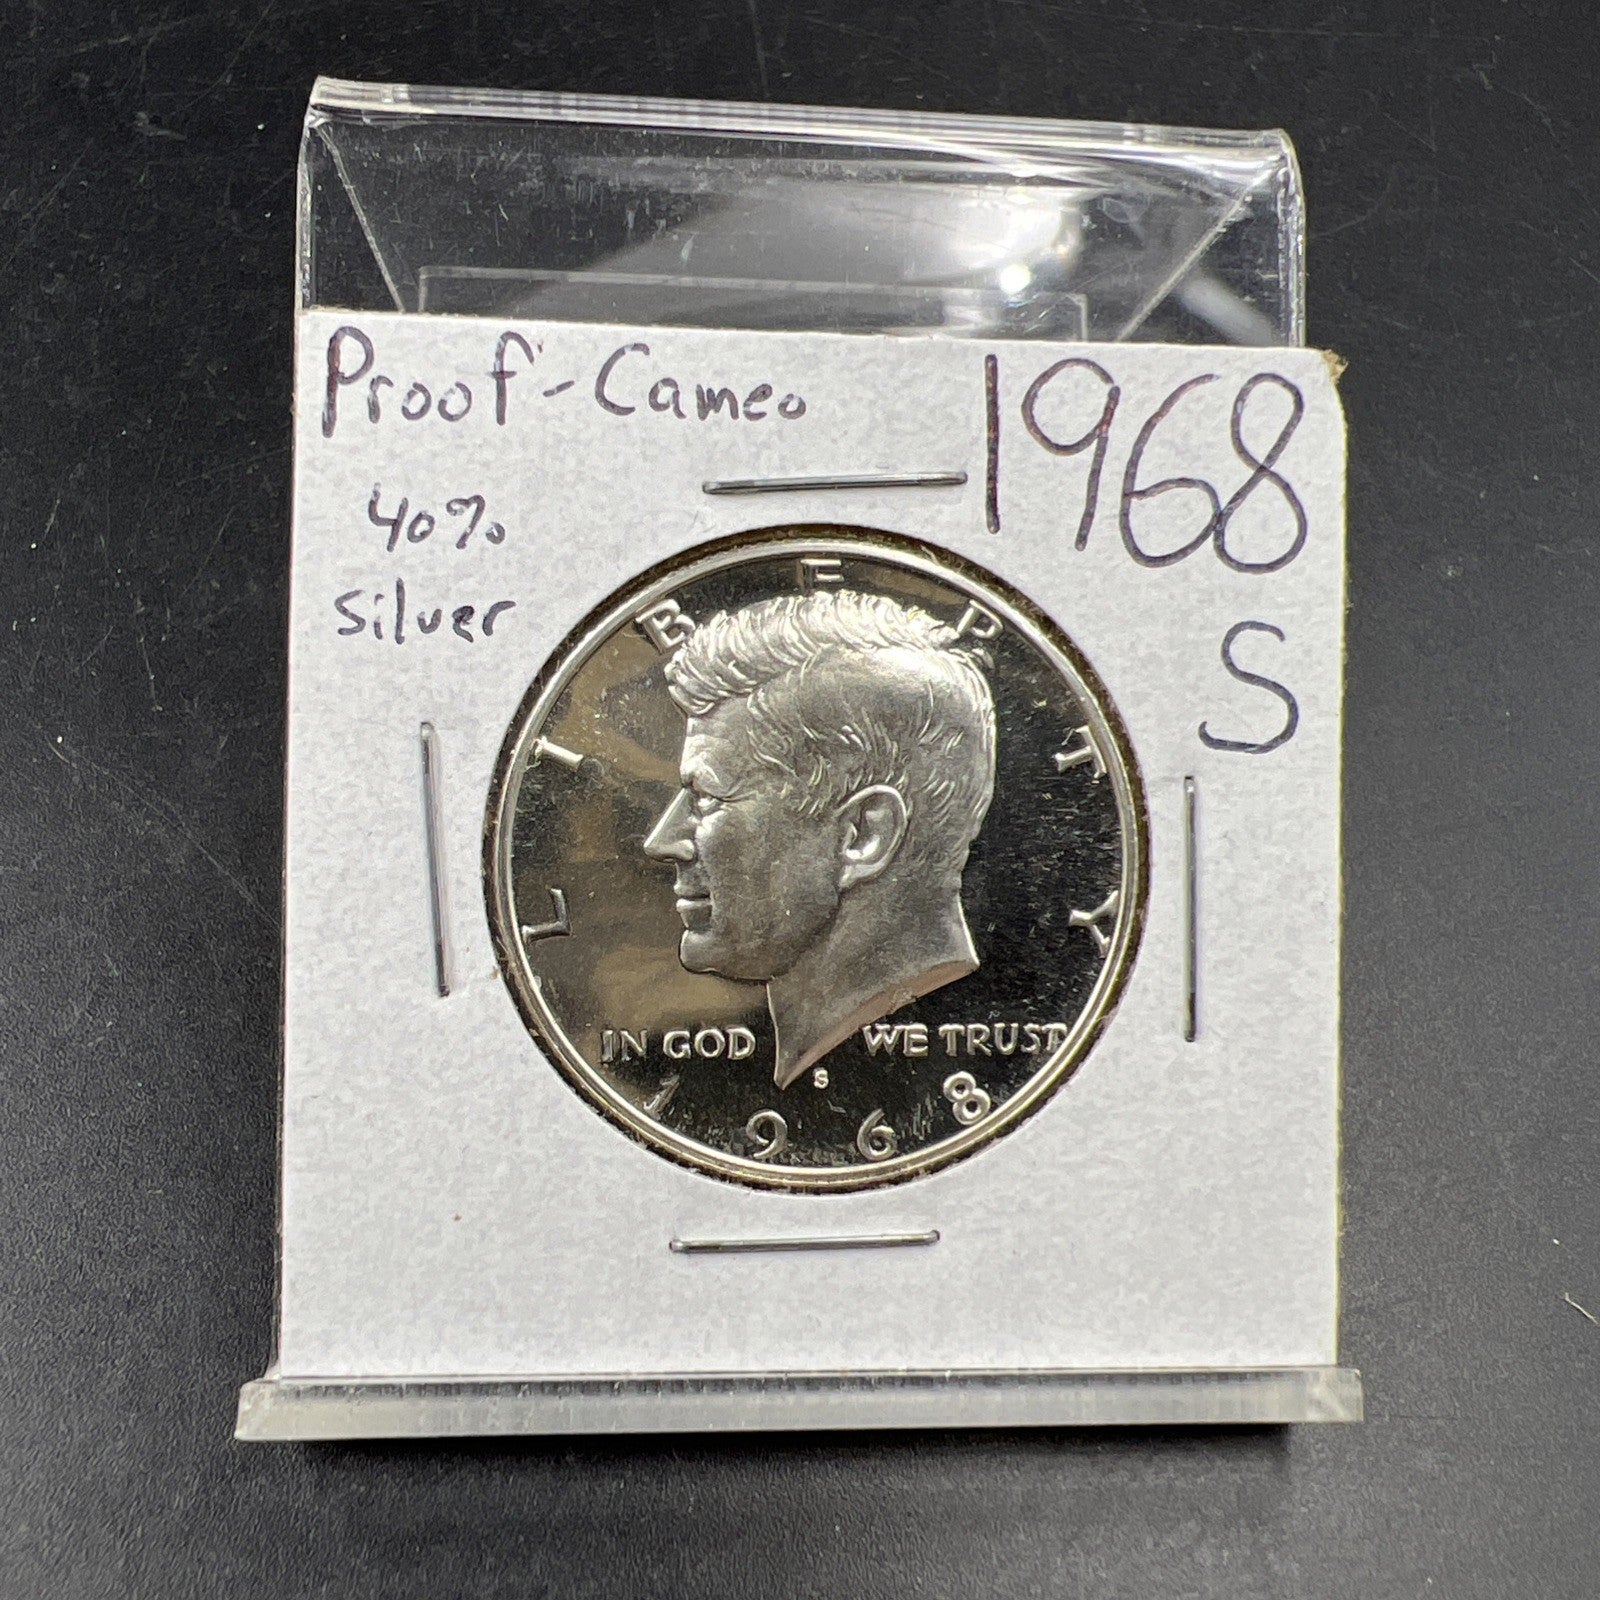 Proof-Cameo
1968
40%
S
Silver
LIBERTY
IN GOD WE TRUST
S
1968